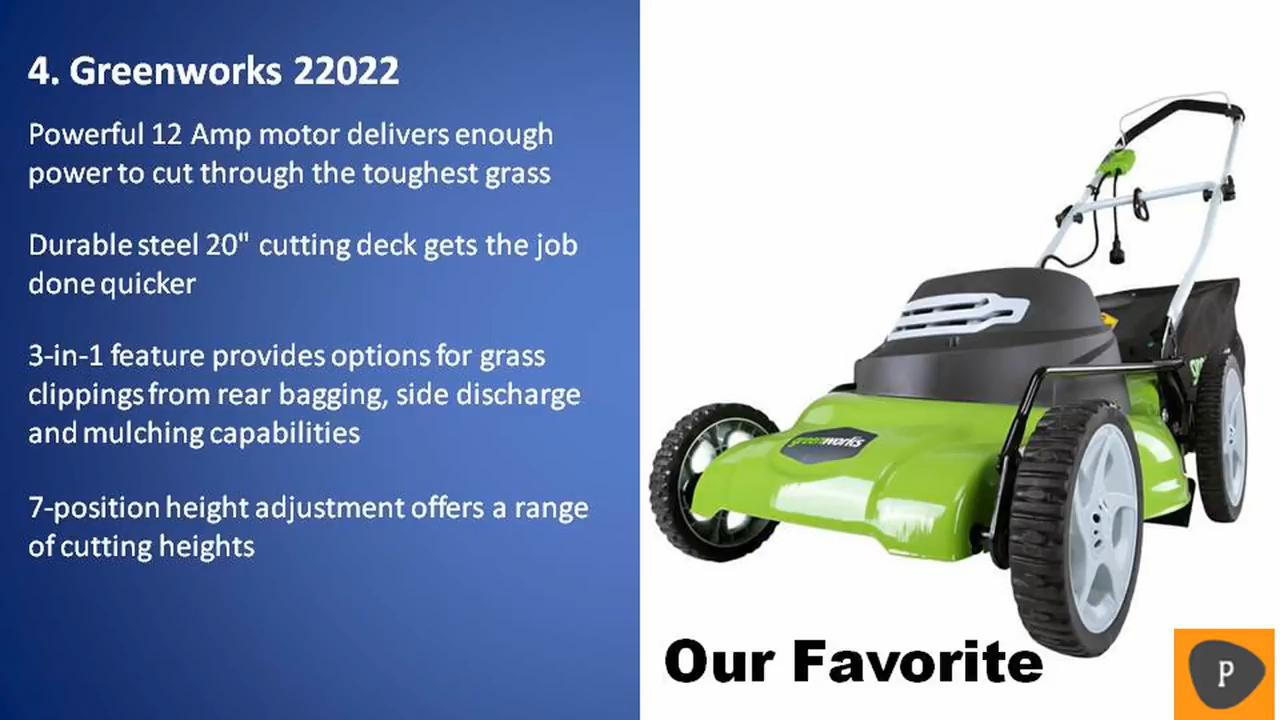 4. Greenworks 22022
Powerful 12 Amp motor delivers enough
power to cut through the toughest grass
Durable steel 20" cutting deck gets the job
done quicker
3-in-1 feature provides options for grass
clippings from rear bagging, side discharge
and mulching capabilities
7-position height adjustment offers a range
of cutting heights
greenworks
Our Favorite
P